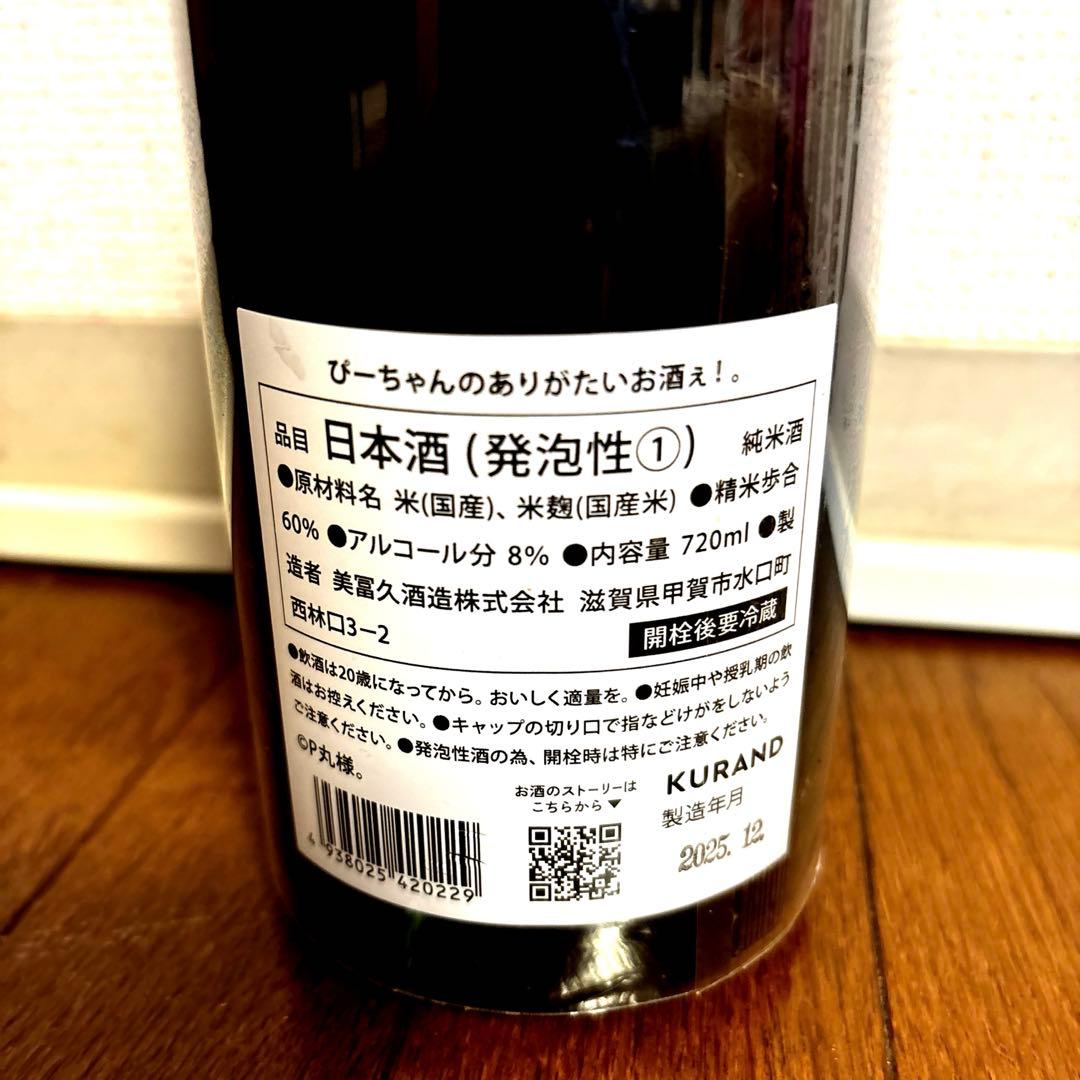 ぴーちゃんのありがたいお酒ぇ!。
品目 日本酒(発泡性①) 純米酒
●原材料名 米(国産)、米麹(国産米) ●精米歩合
60% ●アルコール分 8% ●内容量 720ml ●製
造者 美冨久酒造株式会社 滋賀県甲賀市水口町
西林口3−2 開栓後要冷蔵
●飲酒は20歳になってから。おいしく適量を。●妊娠中や授乳期の飲
酒はお控えください。●キャップの切り口で指などけがをしないよう
ご注意ください。●発泡性酒の為、開栓時は特にご注意ください。
©P丸様。
KURAND
お酒のストーリーは
こちらから▼
製造年月
2025. 12.
4 938025 420229